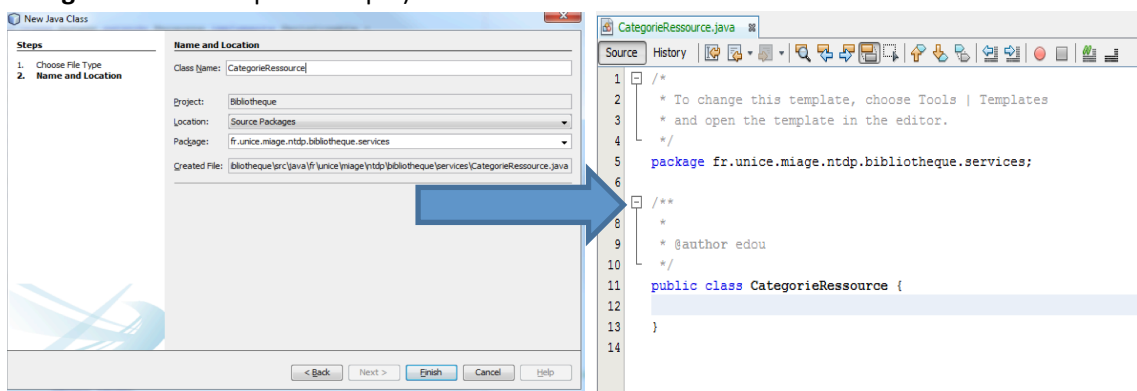 New Java Class
Steps
1. Choose File Type
2. Name and Location
Name and Location
Class Name: CategorieRessource
Project: Bibliotheque
Location: Source Packages
Package: fr.unice.miage.ntdp.bibliotheque.services
Created File: ibliotheque\src\java\fr\unice\miage\ntdp\bibliotheque\services\CategorieRessource.java
< Back Next > Finish Cancel Help
CategorieRessource.java
Source History
1 /*
2 * To change this template, choose Tools | Templates
3 * and open the template in the editor.
4 */
5 package fr.unice.miage.ntdp.bibliotheque.services;
6
/**
8 *
9 * @author edou
10 */
11 public class CategorieRessource {
12
13 }
14